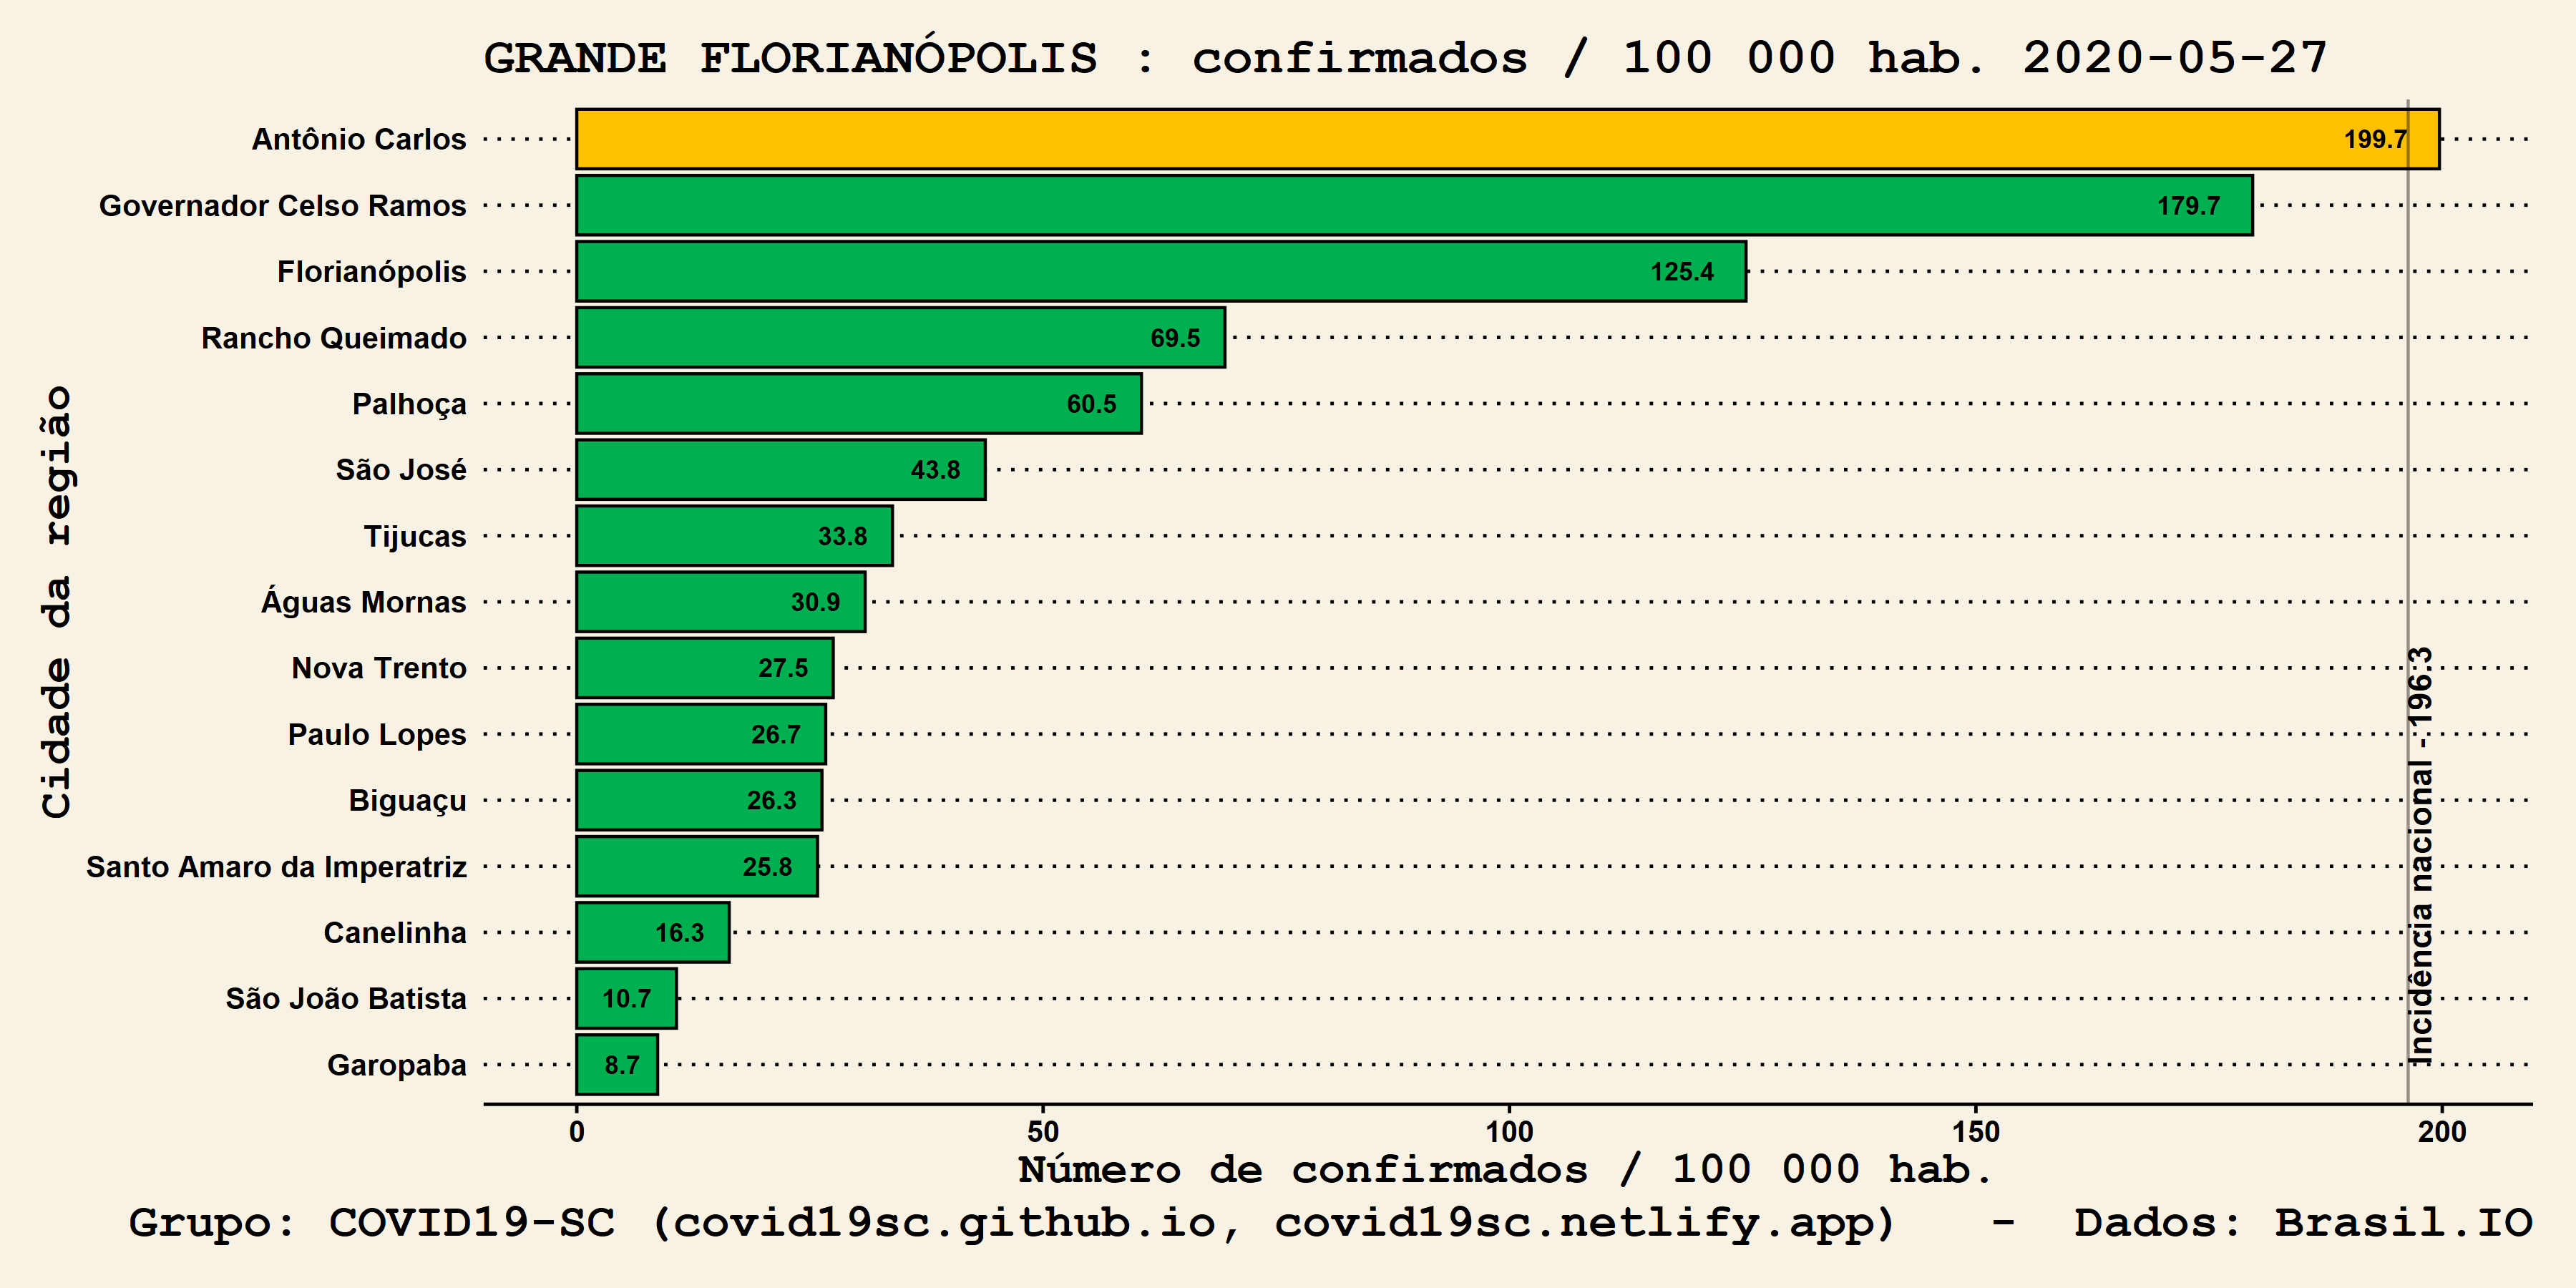 GRANDE FLORIANÓPOLIS : confirmados / 100 000 hab. 2020-05-27
Cidade da região
Antônio Carlos 199.7
Governador Celso Ramos 179.7
Florianópolis 125.4
Rancho Queimado 69.5
Palhoça 60.5
São José 43.8
Tijucas 33.8
Águas Mornas 30.9
Nova Trento 27.5
Paulo Lopes 26.7
Biguaçu 26.3
Santo Amaro da Imperatriz 25.8
Canelinha 16.3
São João Batista 10.7
Garopaba 8.7
Incidência nacional - 196.3
0 50 100 150 200
Número de confirmados / 100 000 hab.
Grupo: COVID19-SC (covid19sc.github.io, covid19sc.netlify.app) - Dados: Brasil.IO